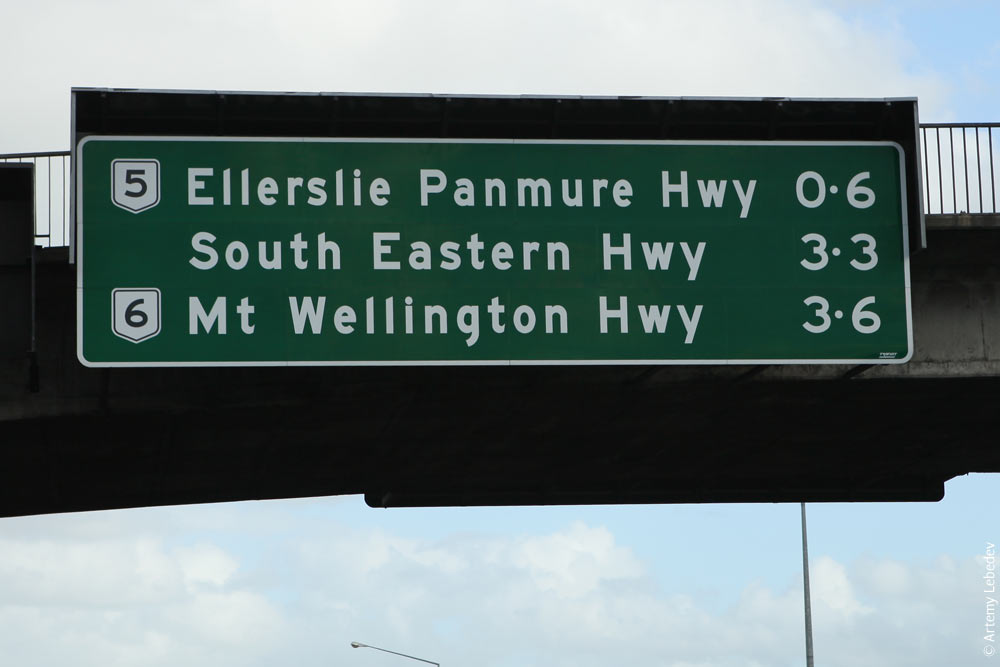 5 Ellerslie Panmure Hwy 0·6
South Eastern Hwy 3·3
6 Mt Wellington Hwy 3·6
© Artemy Lebedev